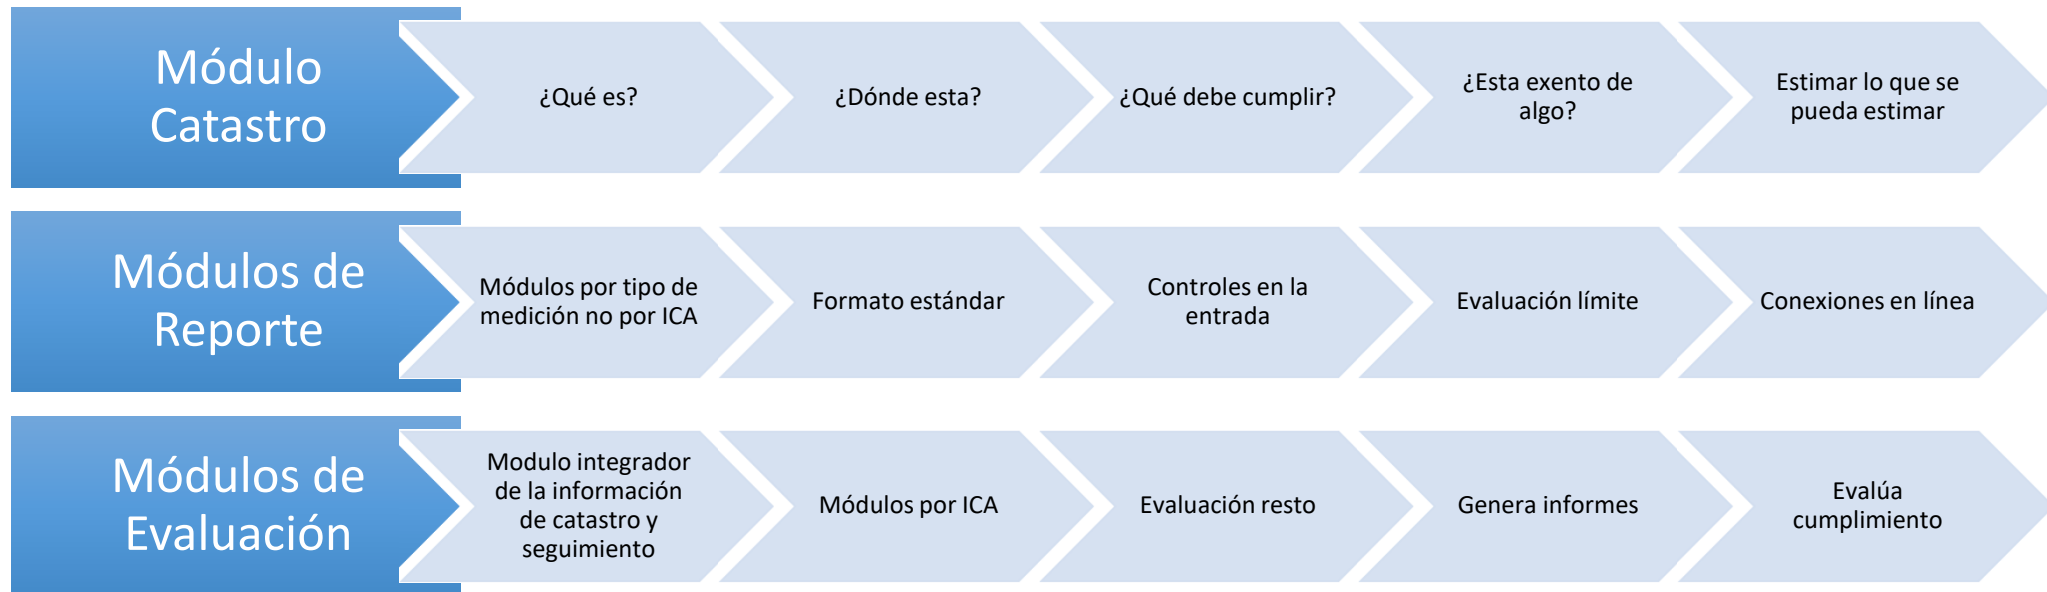 Módulo
Catastro
¿Qué es?
¿Dónde esta?
¿Qué debe cumplir?
¿Esta exento de
algo?
Estimar lo que se
pueda estimar
Módulos de
Reporte
Módulos por tipo de
medición no por ICA
Formato estándar
Controles en la
entrada
Evaluación límite
Conexiones en línea
Módulos de
Evaluación
Modulo integrador
de la información
de catastro y
seguimiento
Módulos por ICA
Evaluación resto
Genera informes
Evalúa
cumplimiento